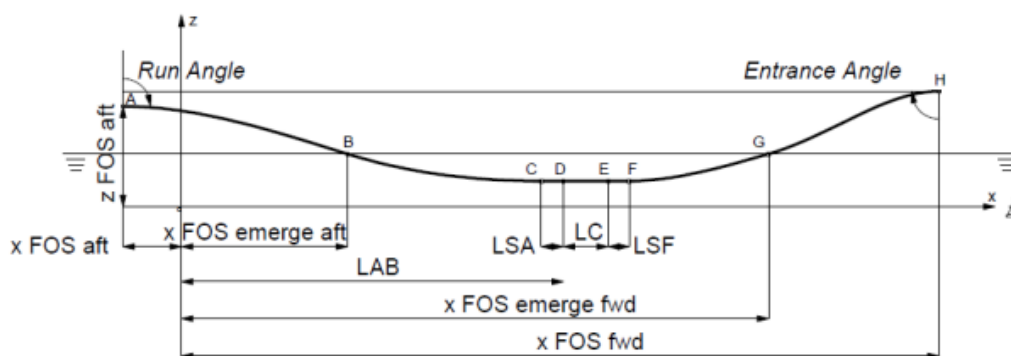 z
Run Angle
Entrance Angle
H
A
z FOS aft
B
G
C D E F
x
x FOS aft
x FOS emerge aft
LSA
LC
LSF
LAB
x FOS emerge fwd
x FOS fwd